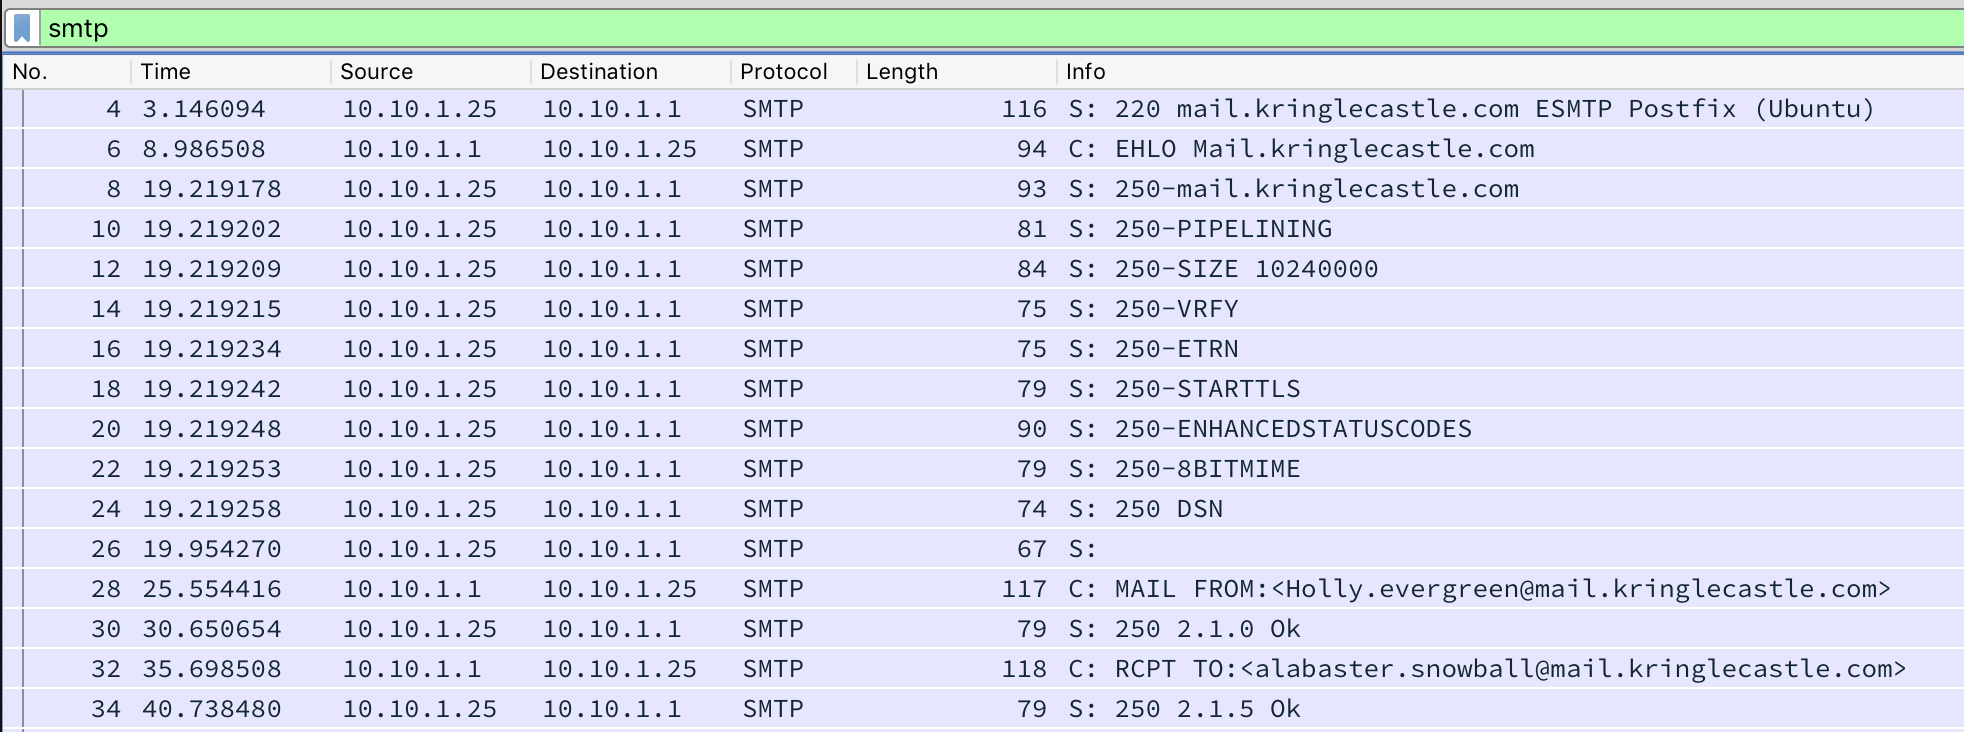 smtp
No. Time Source Destination Protocol Length Info
4 3.146094 10.10.1.25 10.10.1.1 SMTP 116 S: 220 mail.kringlecastle.com ESMTP Postfix (Ubuntu)
6 8.986508 10.10.1.1 10.10.1.25 SMTP 94 C: EHLO Mail.kringlecastle.com
8 19.219178 10.10.1.25 10.10.1.1 SMTP 93 S: 250-mail.kringlecastle.com
10 19.219202 10.10.1.25 10.10.1.1 SMTP 81 S: 250-PIPELINING
12 19.219209 10.10.1.25 10.10.1.1 SMTP 84 S: 250-SIZE 10240000
14 19.219215 10.10.1.25 10.10.1.1 SMTP 75 S: 250-VRFY
16 19.219234 10.10.1.25 10.10.1.1 SMTP 75 S: 250-ETRN
18 19.219242 10.10.1.25 10.10.1.1 SMTP 79 S: 250-STARTTLS
20 19.219248 10.10.1.25 10.10.1.1 SMTP 90 S: 250-ENHANCEDSTATUSCODES
22 19.219253 10.10.1.25 10.10.1.1 SMTP 79 S: 250-8BITMIME
24 19.219258 10.10.1.25 10.10.1.1 SMTP 74 S: 250 DSN
26 19.954270 10.10.1.25 10.10.1.1 SMTP 67 S:
28 25.554416 10.10.1.1 10.10.1.25 SMTP 117 C: MAIL FROM:<Holly.evergreen@mail.kringlecastle.com>
30 30.650654 10.10.1.25 10.10.1.1 SMTP 79 S: 250 2.1.0 Ok
32 35.698508 10.10.1.1 10.10.1.25 SMTP 118 C: RCPT TO:<alabaster.snowball@mail.kringlecastle.com>
34 40.738480 10.10.1.25 10.10.1.1 SMTP 79 S: 250 2.1.5 Ok